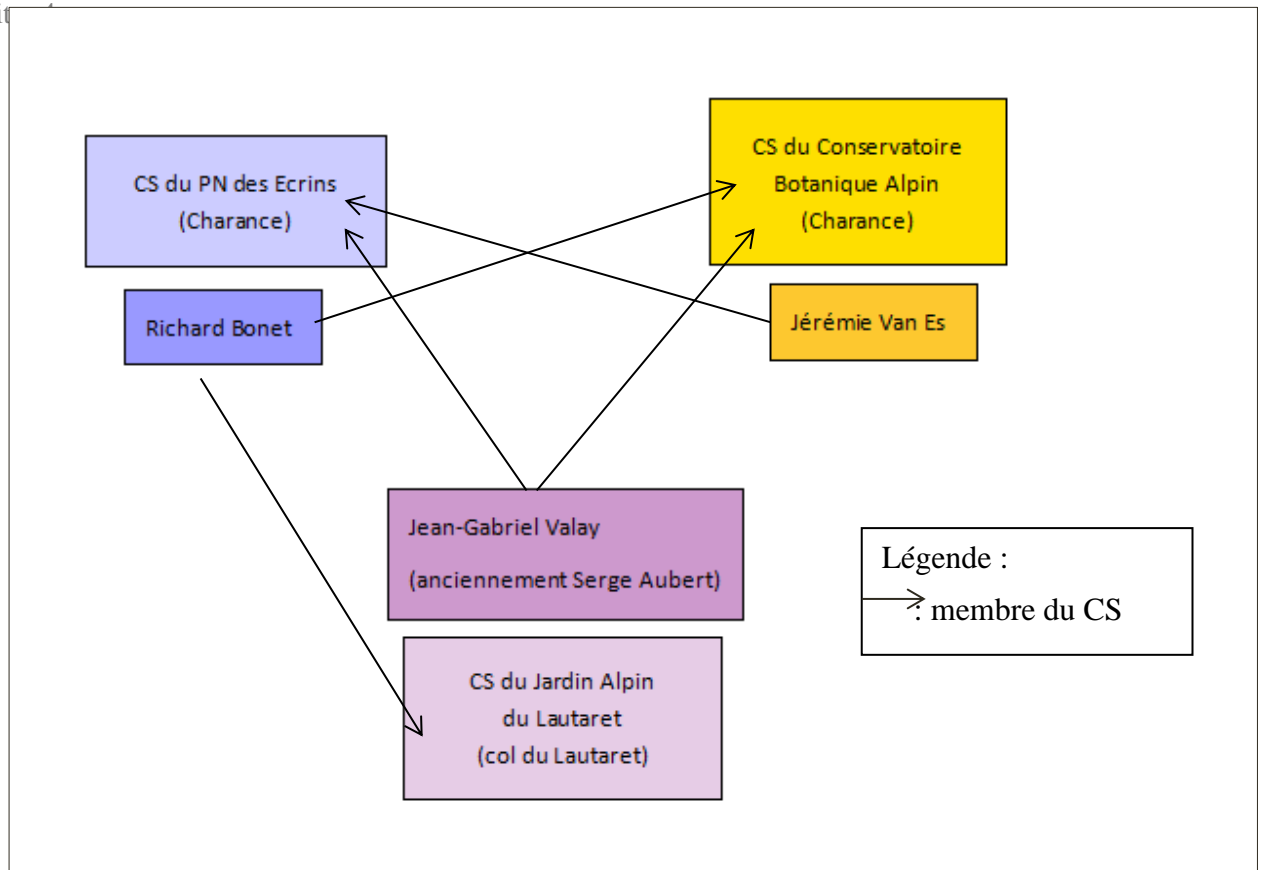 CS du PN des Ecrins
(Charance)
CS du Conservatoire
Botanique Alpin
(Charance)
Richard Bonet
Jérémie Van Es
Jean-Gabriel Valay
(anciennement Serge Aubert)
CS du Jardin Alpin
du Lautaret
(col du Lautaret)
Légende :
: membre du CS